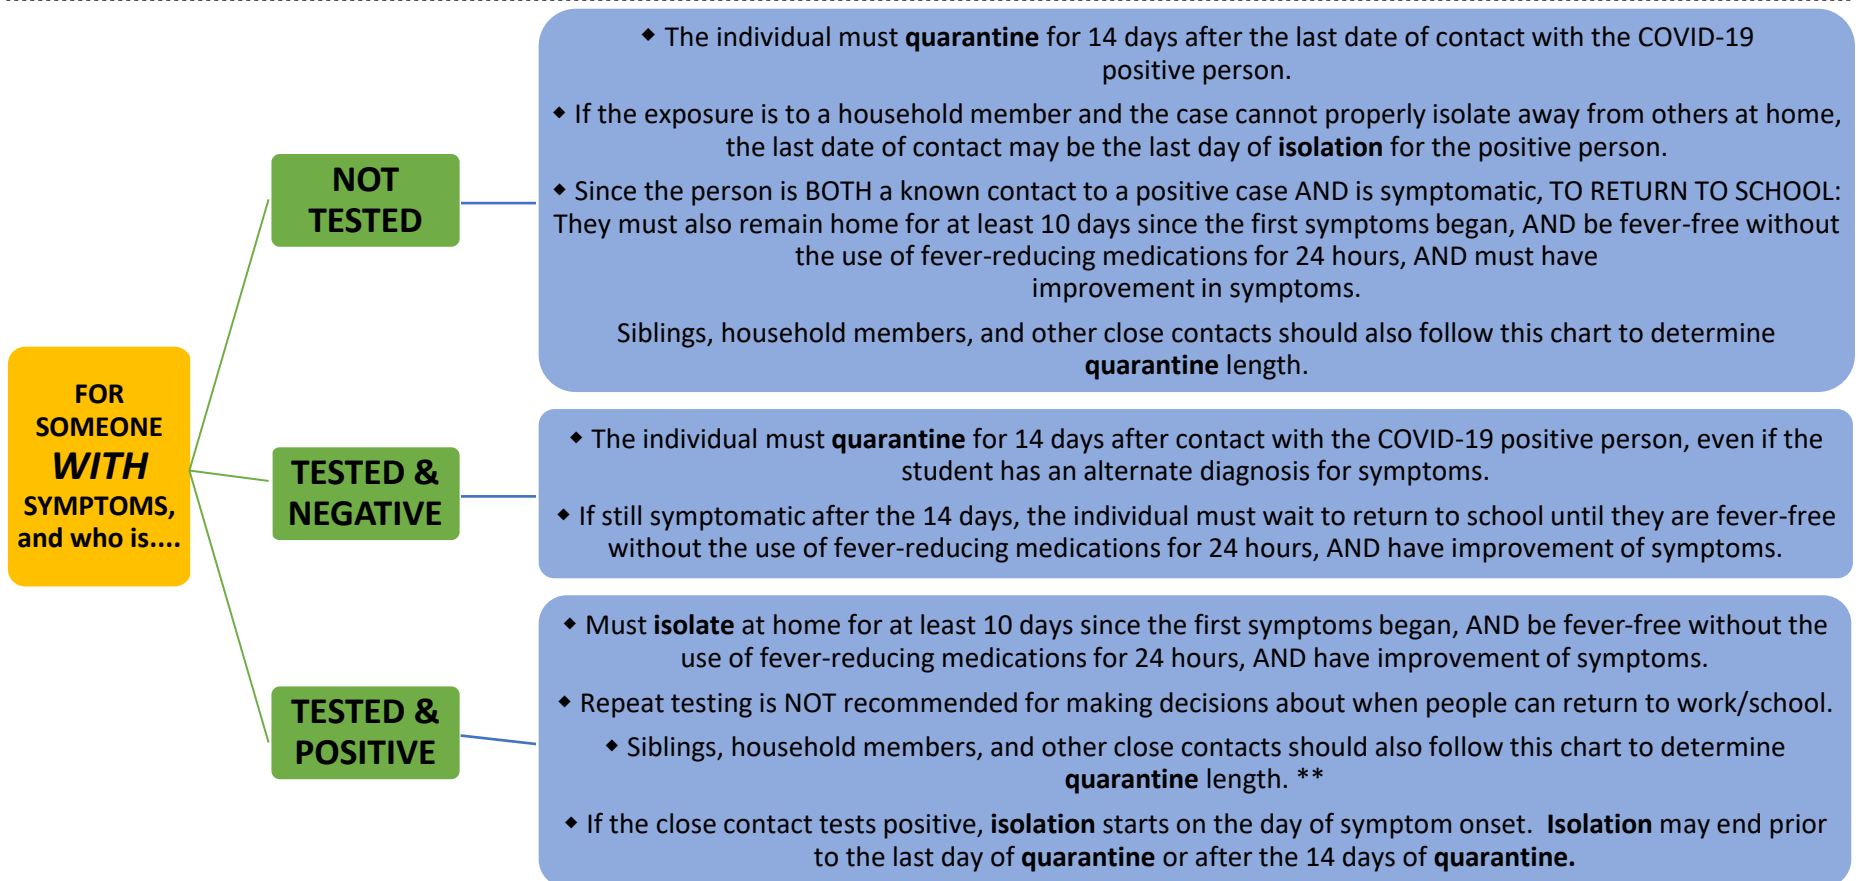 FOR
SOMEONE
WITH
SYMPTOMS,
and who is....
NOT
TESTED
◆ The individual must quarantine for 14 days after the last date of contact with the COVID-19
positive person.
◆ If the exposure is to a household member and the case cannot properly isolate away from others at home,
the last date of contact may be the last day of isolation for the positive person.
◆ Since the person is BOTH a known contact to a positive case AND is symptomatic, TO RETURN TO SCHOOL:
They must also remain home for at least 10 days since the first symptoms began, AND be fever-free without
the use of fever-reducing medications for 24 hours, AND must have
improvement in symptoms.
Siblings, household members, and other close contacts should also follow this chart to determine
quarantine length.
TESTED &
NEGATIVE
◆ The individual must quarantine for 14 days after contact with the COVID-19 positive person, even if the
student has an alternate diagnosis for symptoms.
◆ If still symptomatic after the 14 days, the individual must wait to return to school until they are fever-free
without the use of fever-reducing medications for 24 hours, AND have improvement of symptoms.
TESTED &
POSITIVE
◆ Must isolate at home for at least 10 days since the first symptoms began, AND be fever-free without the
use of fever-reducing medications for 24 hours, AND have improvement of symptoms.
◆ Repeat testing is NOT recommended for making decisions about when people can return to work/school.
◆ Siblings, household members, and other close contacts should also follow this chart to determine
quarantine length. **
◆ If the close contact tests positive, isolation starts on the day of symptom onset. Isolation may end prior
to the last day of quarantine or after the 14 days of quarantine.